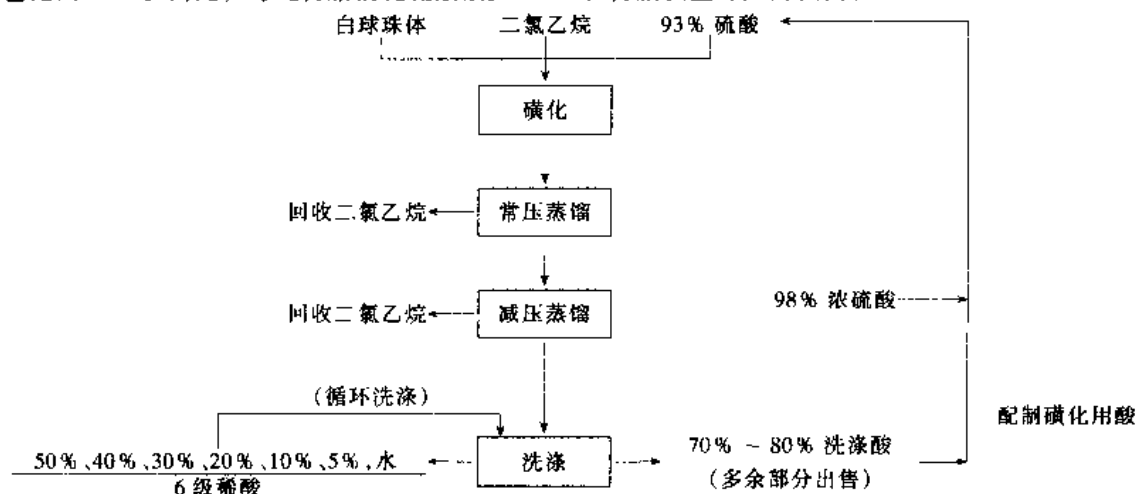 白球珠体 二氯乙烷 93% 硫酸
磺化
回收二氯乙烷 常压蒸馏
98% 浓硫酸
回收二氯乙烷 减压蒸馏
(循环洗涤)
配制磺化用酸
50%、40%、30%、20%、10%、5%,水 洗涤 70% ~ 80% 洗涤酸
6 级稀酸 (多余部分出售)